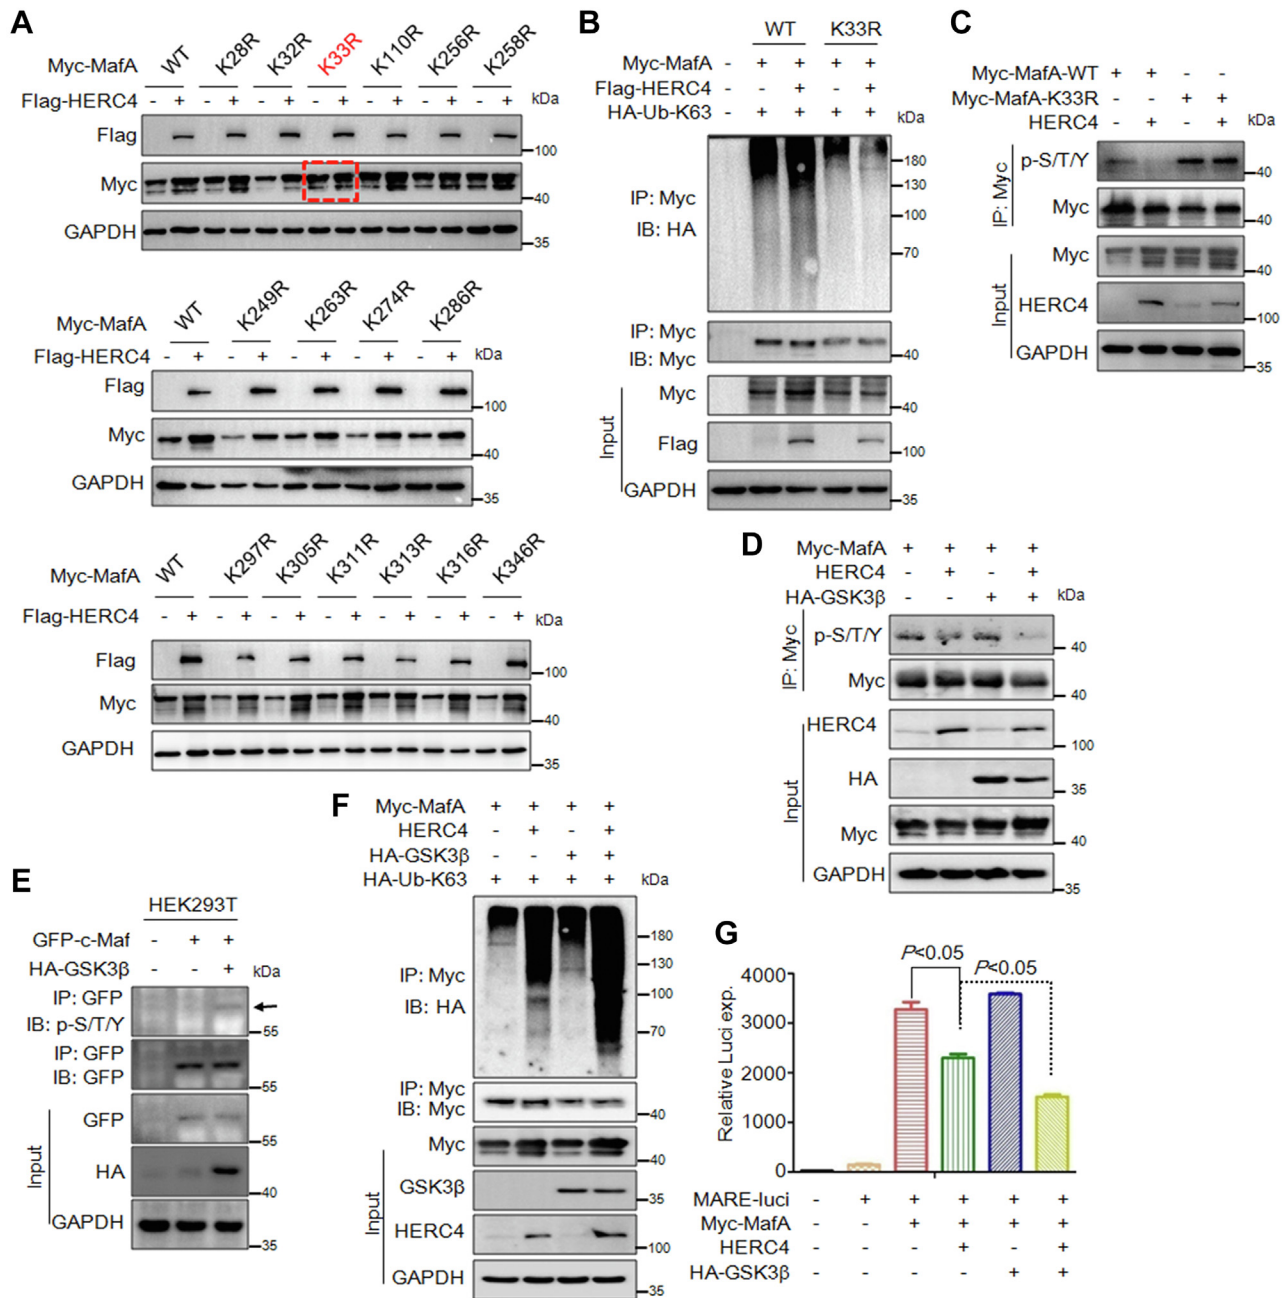 A
Myc-MafA WT K28R K32R K33R K110R K256R K258R
Flag-HERC4 - + - + - + - + - + - + - + kDa
Flag
100
Myc
40
GAPDH
35
Myc-MafA WT K249R K263R K274R K286R
Flag-HERC4 - + - + - + - + - + kDa
Flag
100
Myc
40
GAPDH
35
Myc-MafA WT K297R K305R K311R K313R K316R K346R
Flag-HERC4 - + - + - + - + - + - + - + kDa
Flag
100
Myc
40
GAPDH
35
B
WT K33R
Myc-MafA - + + + +
Flag-HERC4 - - + - +
HA-Ub-K63 - + + + + kDa
IP: Myc
IB: HA
180
130
100
70
IP: Myc
IB: Myc
40
Input
Myc
40
Flag
100
GAPDH
35
C
Myc-MafA-WT + + - -
Myc-MafA-K33R - - + +
HERC4 - + - + kDa
IP: Myc
p-S/T/Y
40
Myc
40
Input
Myc
40
HERC4
100
GAPDH
35
D
Myc-MafA + + + +
HERC4 - + - +
HA-GSK3β - - + + kDa
IP: Myc
p-S/T/Y
40
Myc
40
Input
HERC4
100
HA
35
Myc
40
GAPDH
35
E
HEK293T
GFP-c-Maf - + +
HA-GSK3β - - + kDa
IP: GFP
IB: p-S/T/Y
55
IP: GFP
IB: GFP
55
Input
GFP
55
HA
40
GAPDH
35
F
Myc-MafA + + + +
HERC4 - + - +
HA-GSK3β - - + +
HA-Ub-K63 + + + + kDa
IP: Myc
IB: HA
180
130
100
70
IP: Myc
IB: Myc
40
Input
Myc
40
GSK3β
35
HERC4
100
GAPDH
35
G
P<0.05
P<0.05
Relative Luci exp.
4000
3000
2000
1000
0
MARE-luci - + + + + +
Myc-MafA - - + + + +
HERC4 - - - + - +
HA-GSK3β - - - - + +